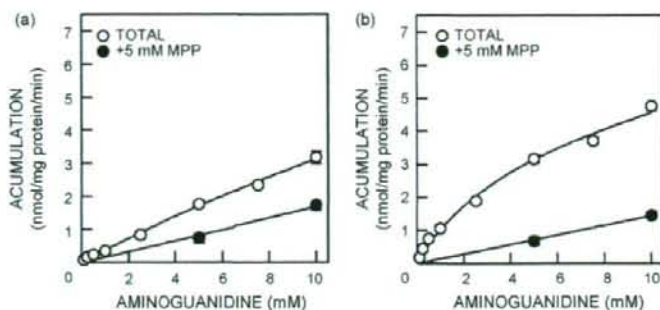 (a)
TOTAL
+5 mM MPP
ACUMULATION
(nmol/mg protein/min)
7
6
5
4
3
2
1
0 2 4 6 8 10
AMINOGUANIDINE (mM)
(b)
TOTAL
+5 mM MPP
ACUMULATION
(nmol/mg protein/min)
7
6
5
4
3
2
1
0 2 4 6 8 10
AMINOGUANIDINE (mM)